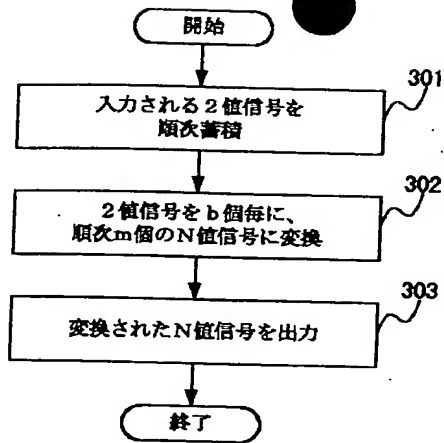 開始
301
入力される2値信号を
順次蓄積
302
2値信号をb個毎に、
順次m個のN値信号に変換
303
変換されたN値信号を出力
終了